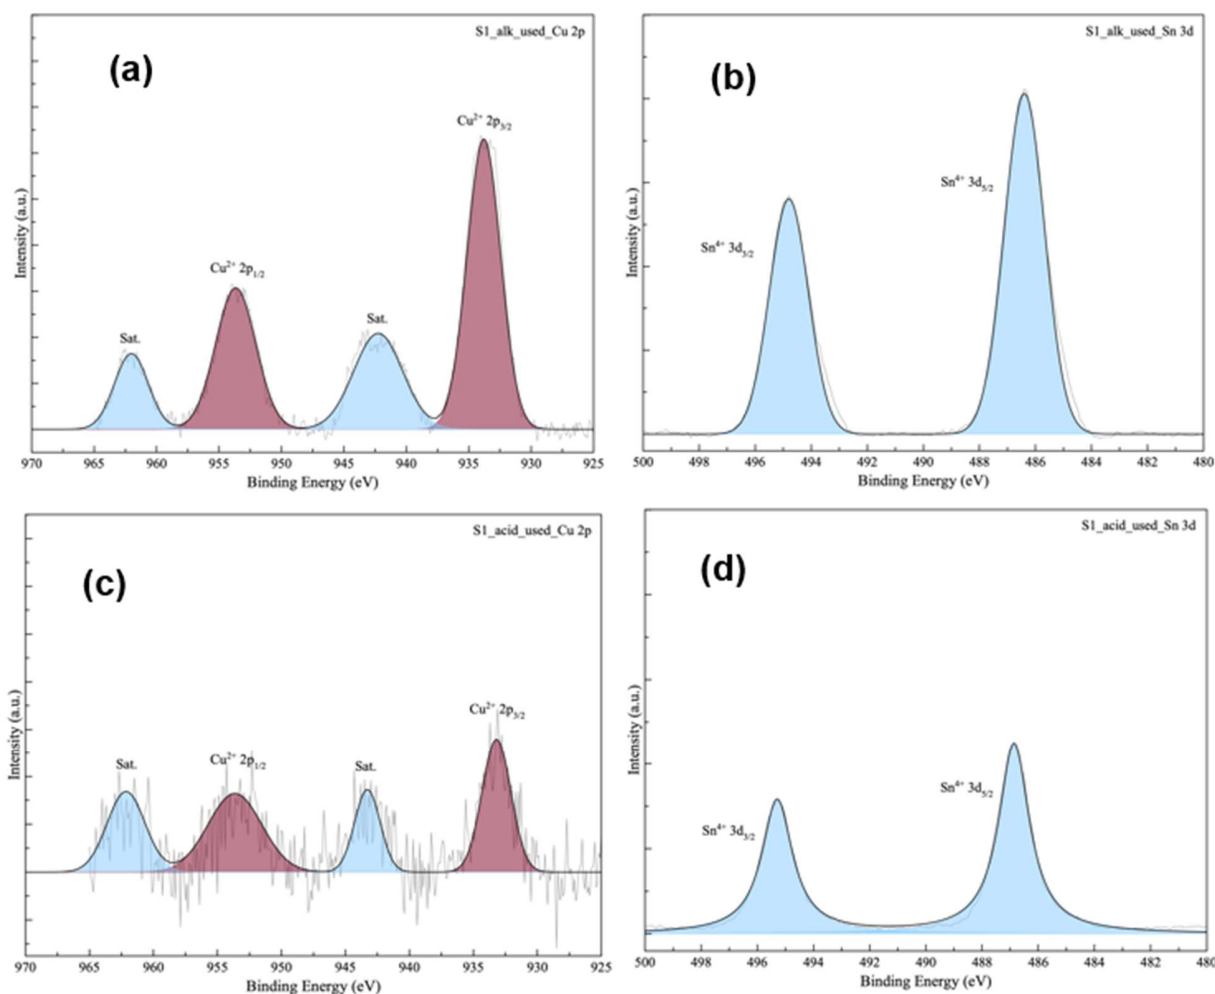 S1_alk_used_Cu 2p
(a)
Cu²⁺ 2p₃/₂
Cu²⁺ 2p₁/₂
Sat.
Sat.
Intensity (a.u.)
970 965 960 955 950 945 940 935 930 925
Binding Energy (eV)
S1_alk_used_Sn 3d
(b)
Sn⁴⁺ 3d₅/₂
Sn⁴⁺ 3d₃/₂
Intensity (a.u.)
500 498 496 494 492 490 488 486 484 482 480
Binding Energy (eV)
S1_acid_used_Cu 2p
(c)
Cu²⁺ 2p₃/₂
Sat.
Cu²⁺ 2p₁/₂
Sat.
Intensity (a.u.)
970 965 960 955 950 945 940 935 930 925
Binding Energy (eV)
S1_acid_used_Sn 3d
(d)
Sn⁴⁺ 3d₅/₂
Sn⁴⁺ 3d₃/₂
Intensity (a.u.)
500 498 496 494 492 490 488 486 484 482 480
Binding Energy (eV)